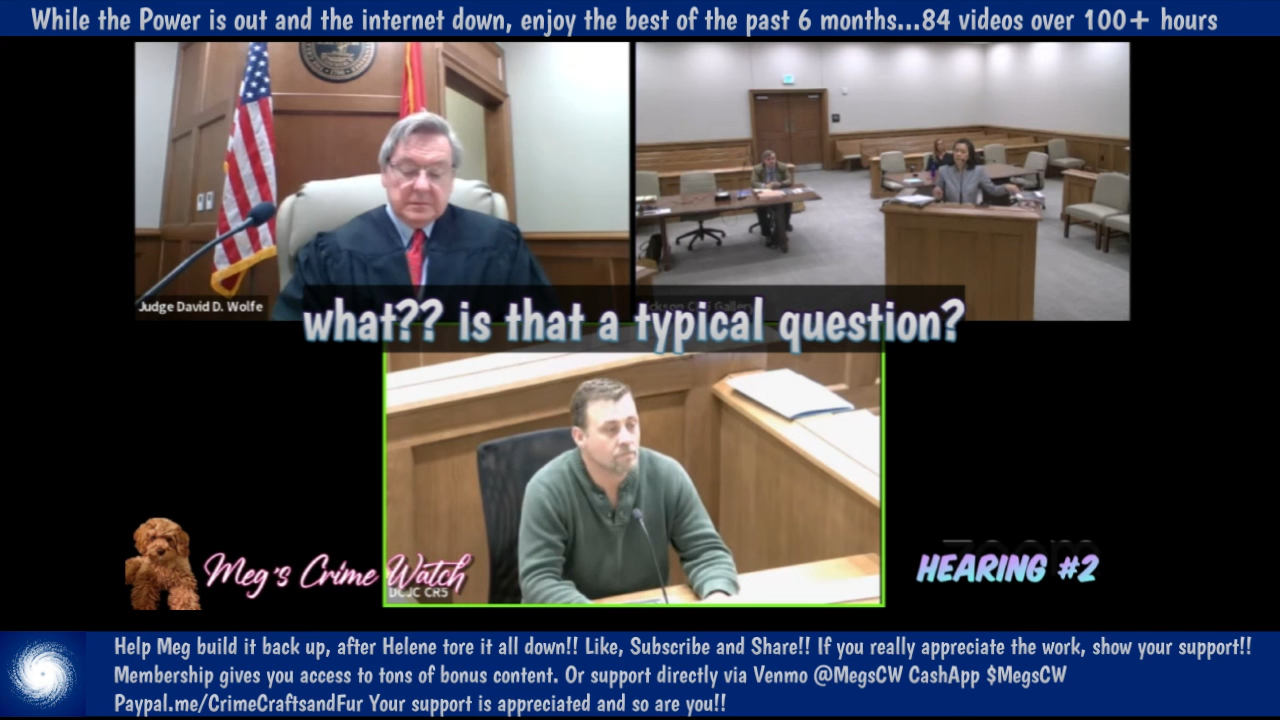 While the Power is out and the internet down, enjoy the best of the past 6 months...84 videos over 100+ hours
Judge David D. Wolfe
what?? is that a typical question?
Meg's Crime Watch
DCJC CR5
HEARING #2
Help Meg build it back up, after Helene tore it all down!! Like, Subscribe and Share!! If you really appreciate the work, show your support!!
Membership gives you access to tons of bonus content. Or support directly via Venmo @MegsCW CashApp $MegsCW
Paypal.me/CrimeCraftsandFur Your support is appreciated and so are you!!